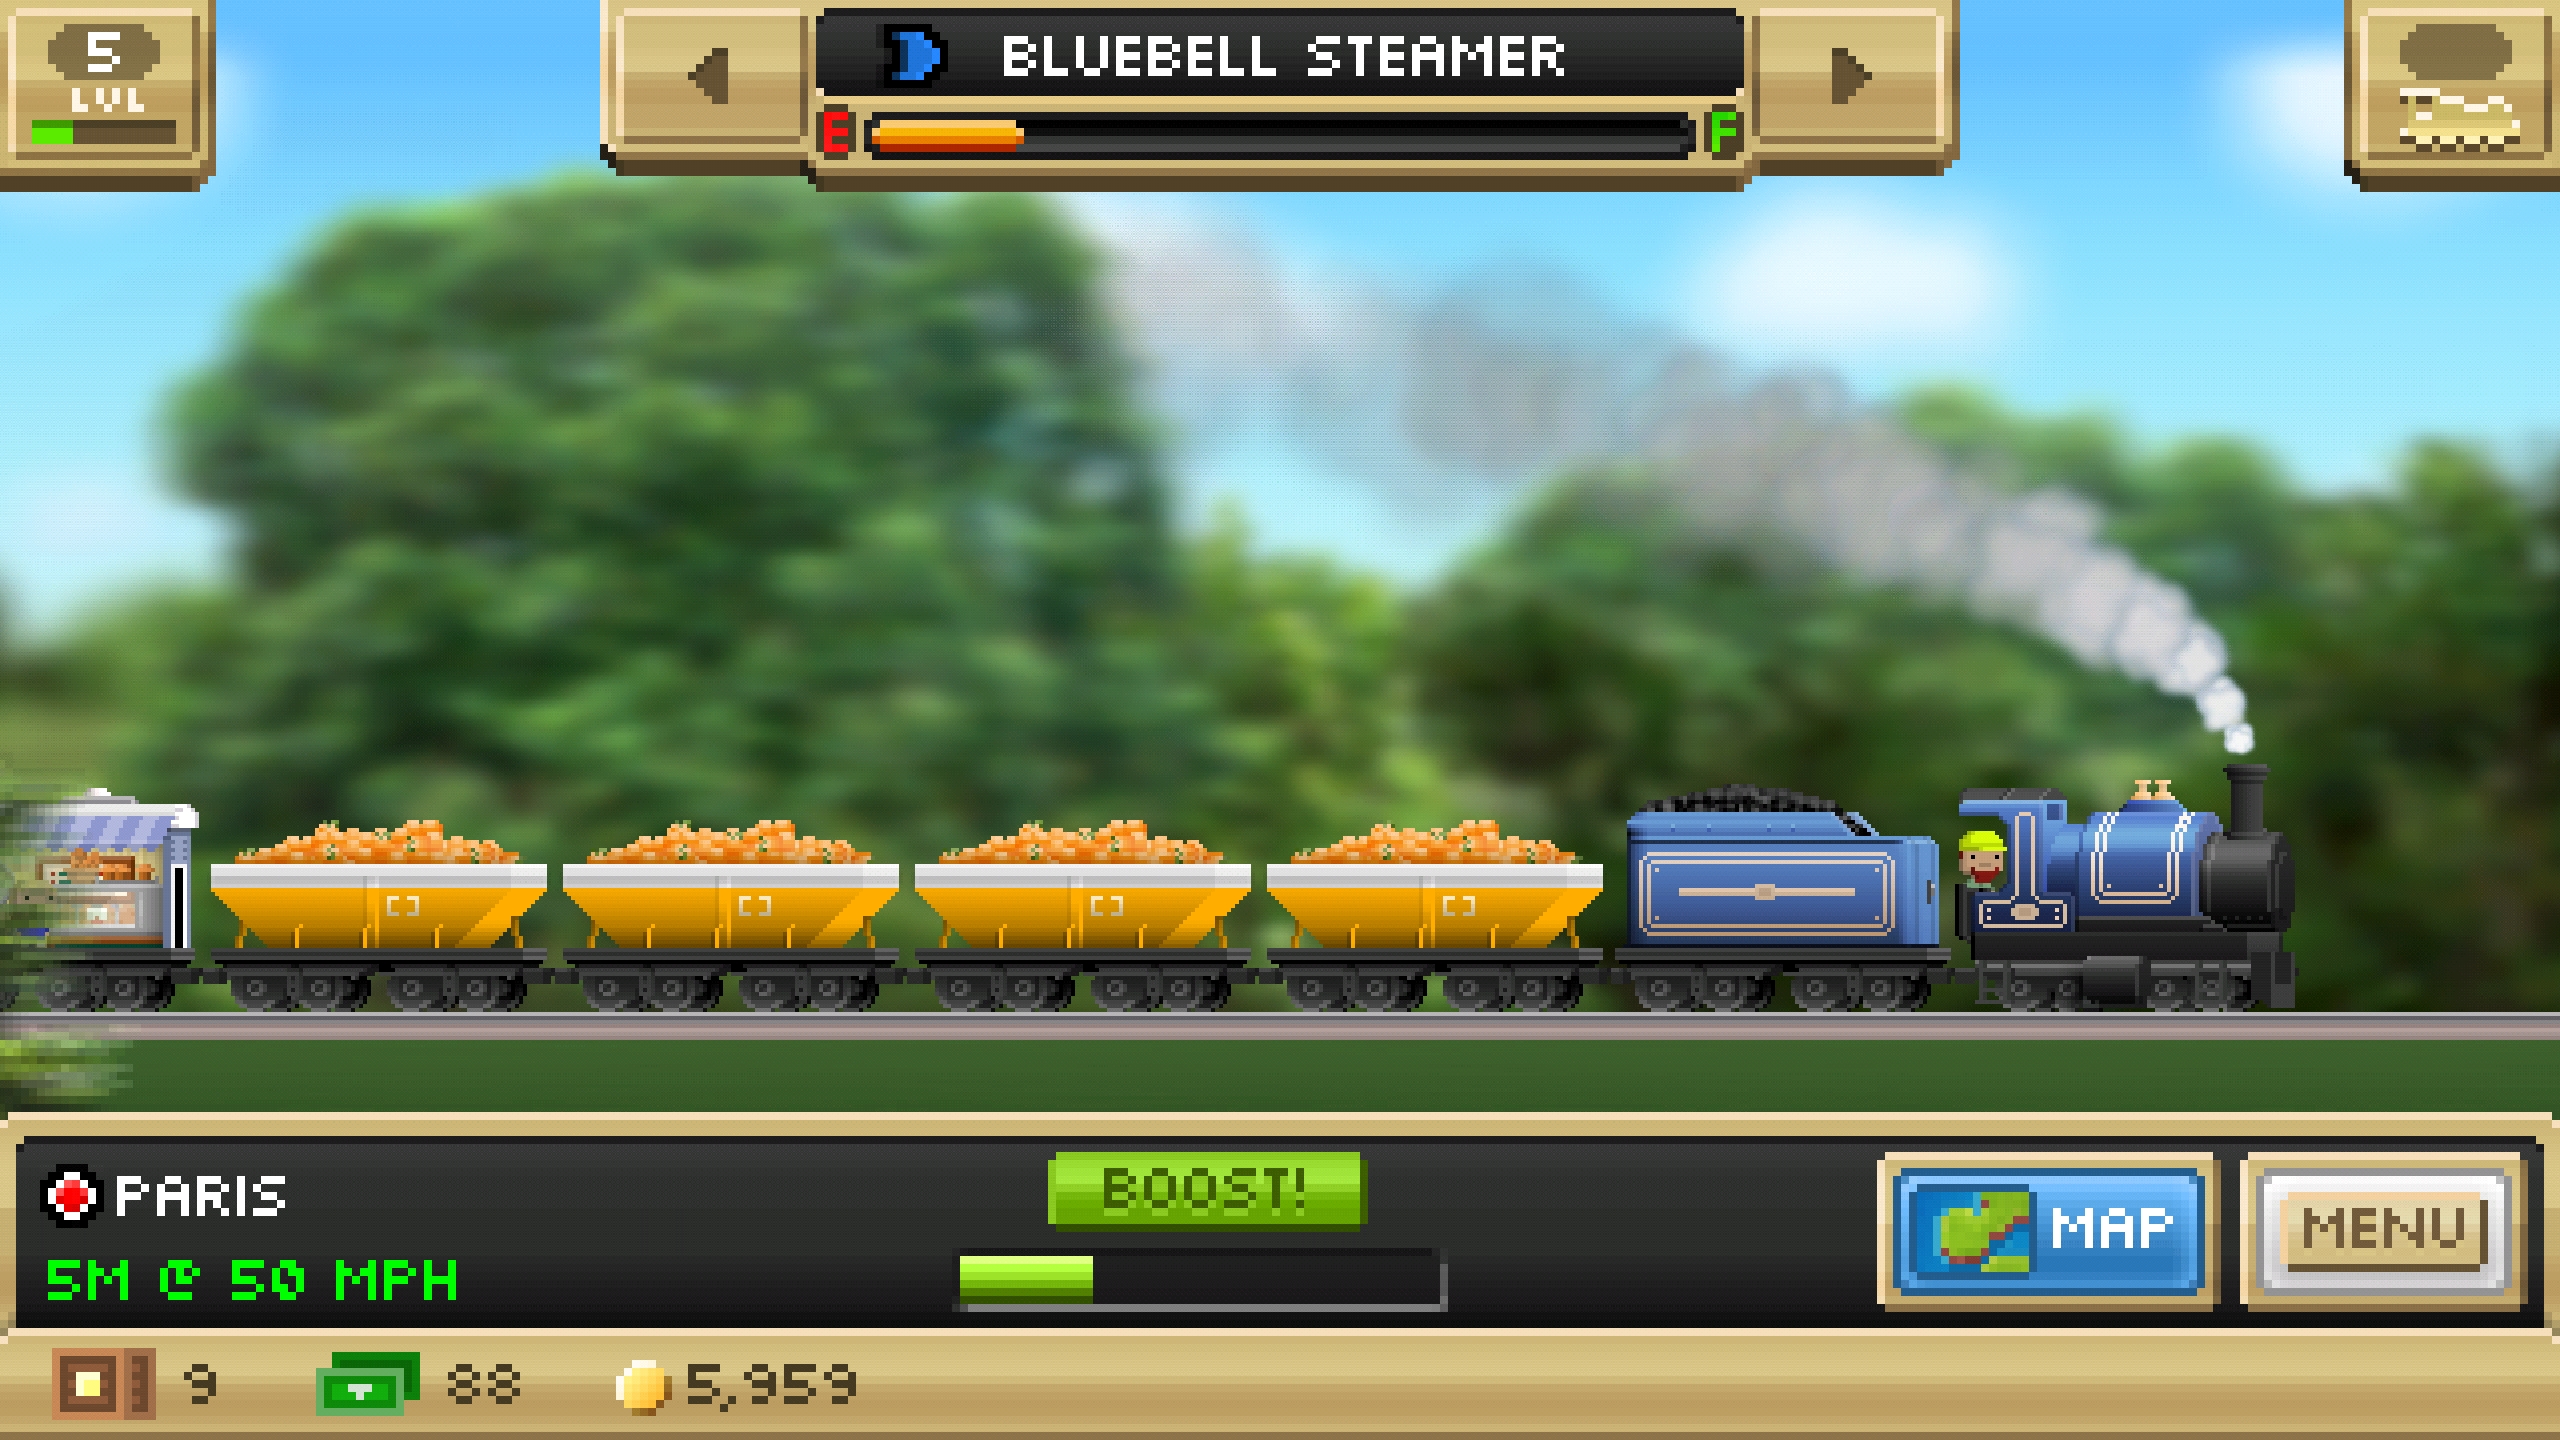 5
LVL
BLUEBELL STEAMER
E F
PARIS
5M @ 50 MPH
BOOST!
MAP
MENU
9 88 5,959